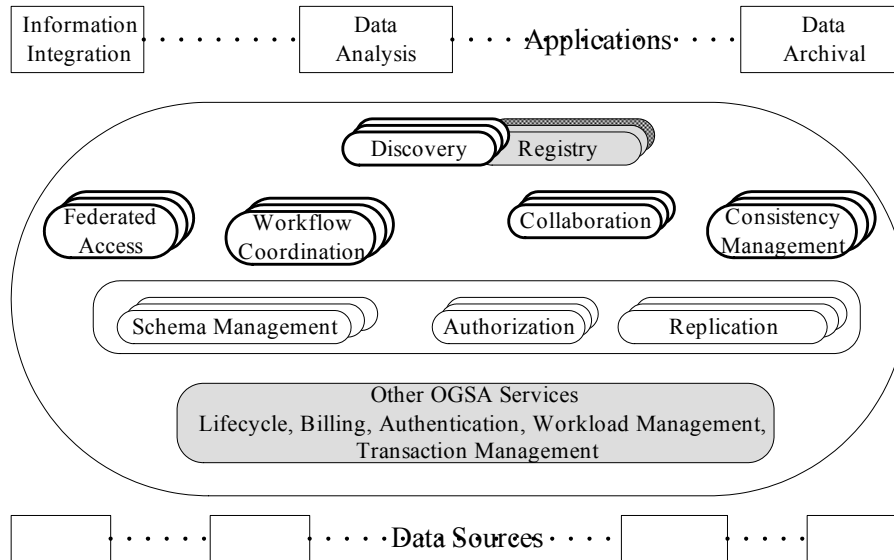 Information
Integration
Data
Analysis
Applications
Data
Archival
Discovery
Registry
Federated
Access
Workflow
Coordination
Collaboration
Consistency
Management
Schema Management
Authorization
Replication
Other OGSA Services
Lifecycle, Billing, Authentication, Workload Management,
Transaction Management
Data Sources